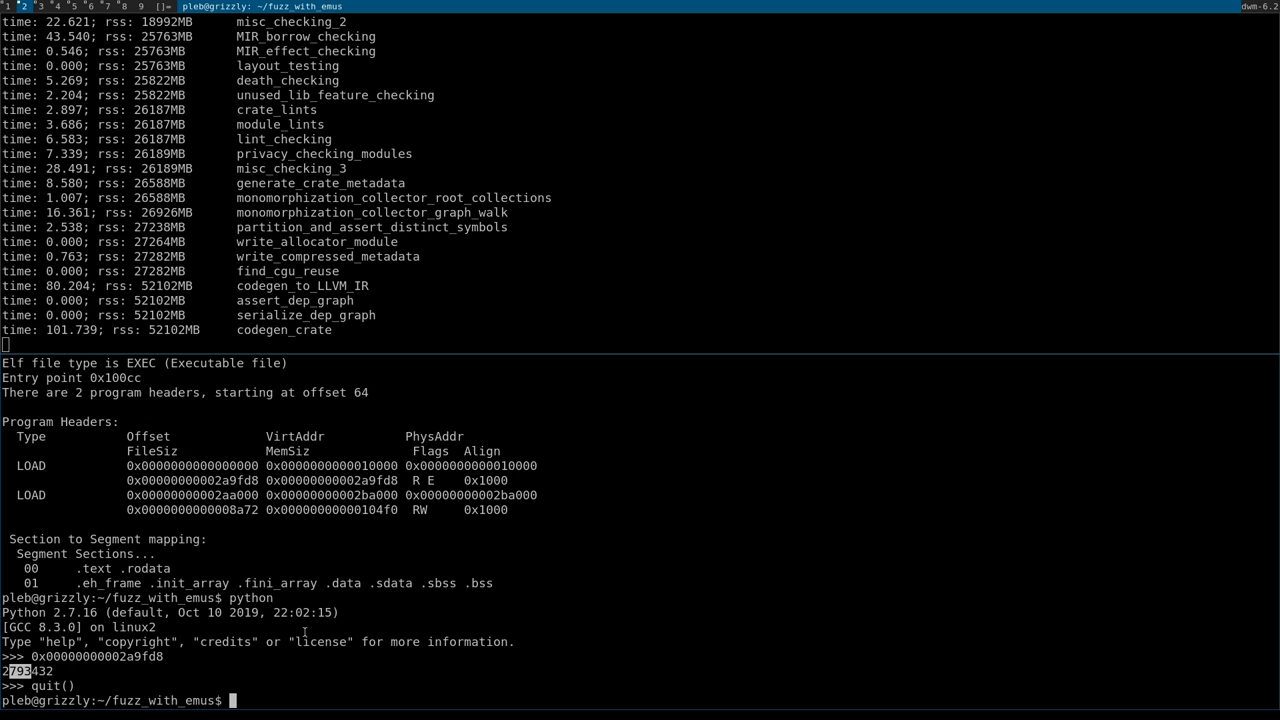 1 2 3 4 5 6 7 8 9 []= pleb@grizzly: ~/fuzz_with_emus dwm-6.2
time: 22.621; rss: 18992MB misc_checking_2
time: 43.540; rss: 25763MB MIR_borrow_checking
time: 0.546; rss: 25763MB MIR_effect_checking
time: 0.000; rss: 25763MB layout_testing
time: 5.269; rss: 25822MB death_checking
time: 2.204; rss: 25822MB unused_lib_feature_checking
time: 2.897; rss: 26187MB crate_lints
time: 3.686; rss: 26187MB module_lints
time: 6.583; rss: 26187MB lint_checking
time: 7.339; rss: 26189MB privacy_checking_modules
time: 28.491; rss: 26189MB misc_checking_3
time: 8.580; rss: 26588MB generate_crate_metadata
time: 1.007; rss: 26588MB monomorphization_collector_root_collections
time: 16.361; rss: 26926MB monomorphization_collector_graph_walk
time: 2.538; rss: 27238MB partition_and_assert_distinct_symbols
time: 0.000; rss: 27264MB write_allocator_module
time: 0.763; rss: 27282MB write_compressed_metadata
time: 0.000; rss: 27282MB find_cgu_reuse
time: 80.204; rss: 52102MB codegen_to_LLVM_IR
time: 0.000; rss: 52102MB assert_dep_graph
time: 0.000; rss: 52102MB serialize_dep_graph
time: 101.739; rss: 52102MB codegen_crate
Elf file type is EXEC (Executable file)
Entry point 0x100cc
There are 2 program headers, starting at offset 64
Program Headers:
Type Offset VirtAddr PhysAddr
FileSiz MemSiz Flags Align
LOAD 0x0000000000000000 0x0000000000010000 0x0000000000010000
0x00000000002a9fd8 0x00000000002a9fd8 R E 0x1000
LOAD 0x00000000002aa000 0x00000000002ba000 0x00000000002ba000
0x0000000000008a72 0x00000000000104f0 RW 0x1000
Section to Segment mapping:
Segment Sections...
00 .text .rodata
01 .eh_frame .init_array .fini_array .data .sdata .sbss .bss
pleb@grizzly:~/fuzz_with_emus$ python
Python 2.7.16 (default, Oct 10 2019, 22:02:15)
[GCC 8.3.0] on linux2
Type "help", "copyright", "credits" or "license" for more information.
>>> 0x00000000002a9fd8
2793432
>>> quit()
pleb@grizzly:~/fuzz_with_emus$